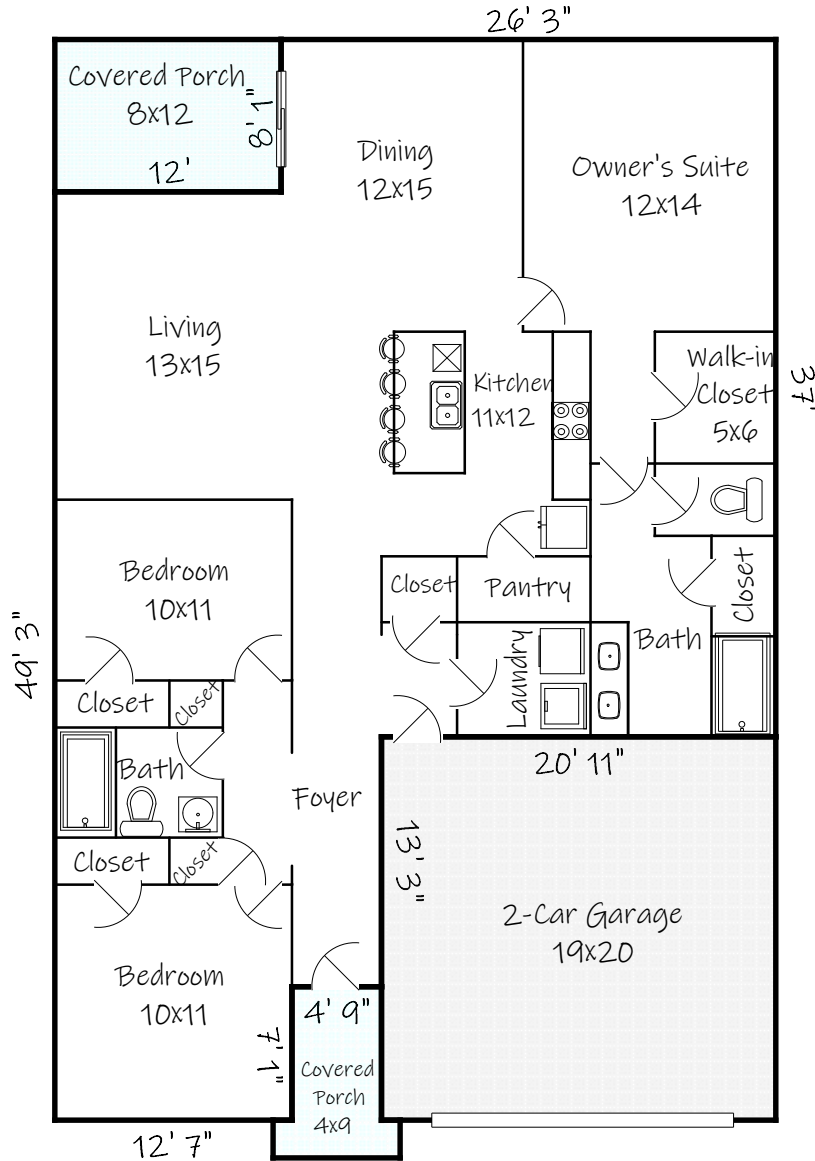 26' 3"
Covered Porch
8x12
8' 1"
12'
Dining
12x15
Owner's Suite
12x14
Living
13x15
Kitchen
11x12
Walk-in
Closet
5x6
37'
Bedroom
10x11
Closet
Pantry
Closet
49' 3"
Laundry
Bath
Closet
Closet
Bath
Foyer
20' 11"
13' 3"
Closet
Closet
2-Car Garage
19x20
Bedroom
10x11
4' 9"
7' 1"
Covered
Porch
4x9
12' 7"